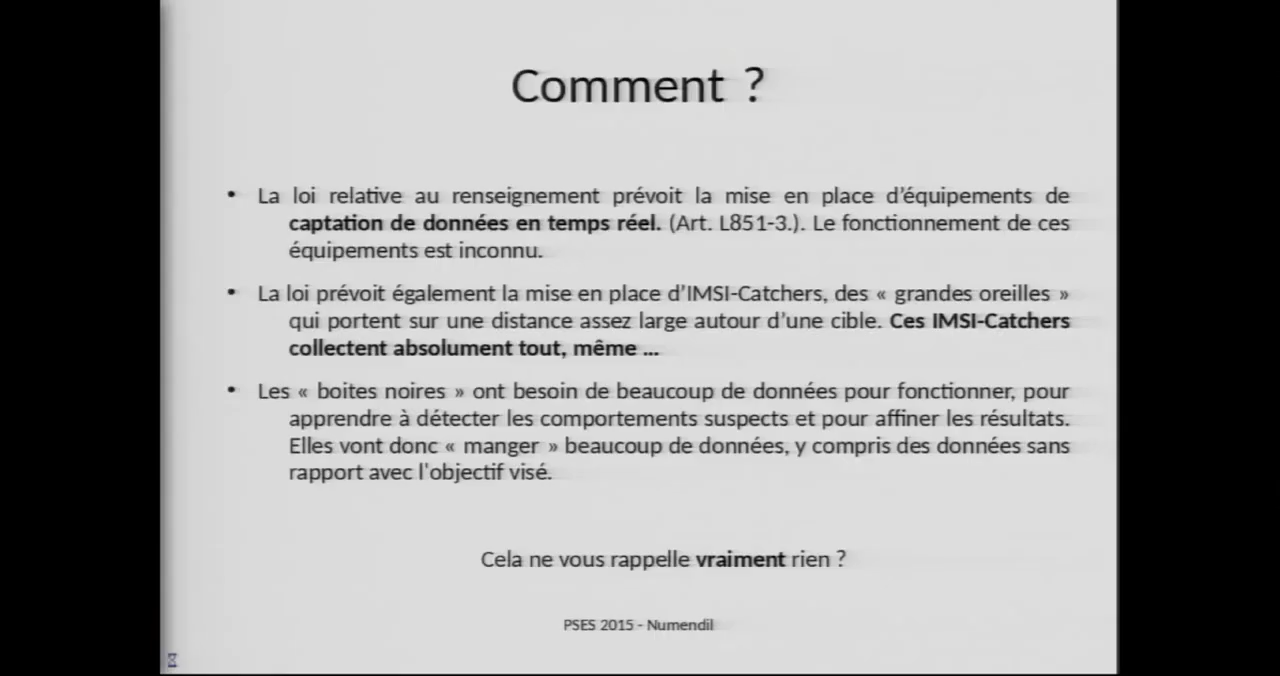 Comment ?
• La loi relative au renseignement prévoit la mise en place d’équipements de
captation de données en temps réel. (Art. L851-3.). Le fonctionnement de ces
équipements est inconnu.
• La loi prévoit également la mise en place d’IMSI-Catchers, des « grandes oreilles »
qui portent sur une distance assez large autour d’une cible. Ces IMSI-Catchers
collectent absolument tout, même ...
• Les « boites noires » ont besoin de beaucoup de données pour fonctionner, pour
apprendre à détecter les comportements suspects et pour affiner les résultats.
Elles vont donc « manger » beaucoup de données, y compris des données sans
rapport avec l’objectif visé.
Cela ne vous rappelle vraiment rien ?
PSES 2015 - Numendil